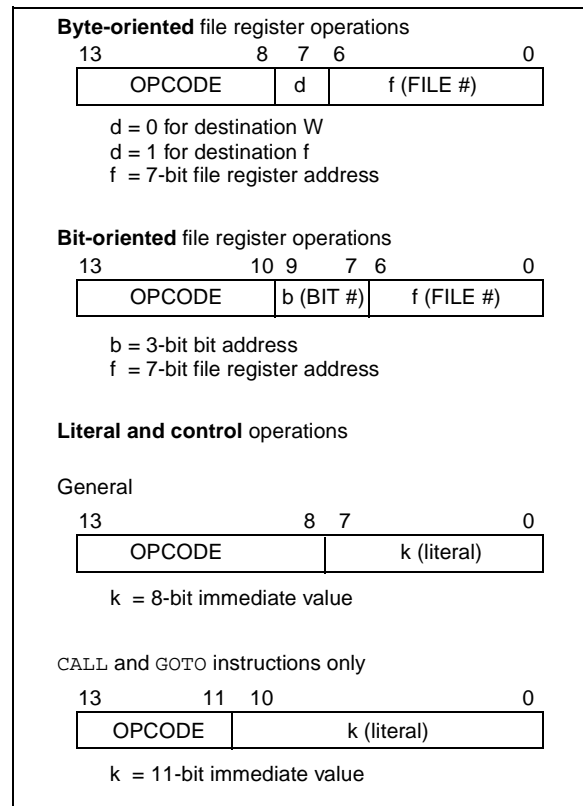 Byte-oriented file register operations
13 8 7 6 0
OPCODE d f (FILE #)
d = 0 for destination W
d = 1 for destination f
f = 7-bit file register address
Bit-oriented file register operations
13 10 9 7 6 0
OPCODE b (BIT #) f (FILE #)
b = 3-bit bit address
f = 7-bit file register address
Literal and control operations
General
13 8 7 0
OPCODE k (literal)
k = 8-bit immediate value
CALL and GOTO instructions only
13 11 10 0
OPCODE k (literal)
k = 11-bit immediate value